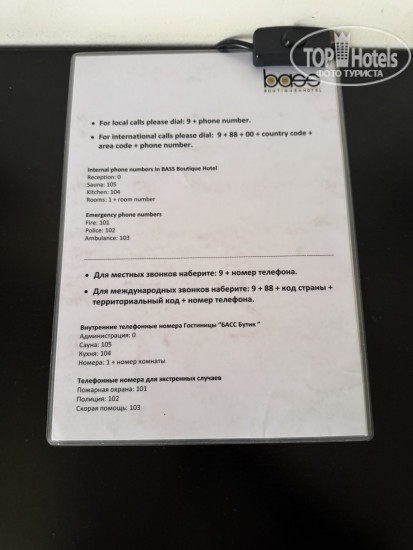 TOP Hotels
ФОТО ТУРИСТА
bass
BOUTIQUE HOTEL
• For local calls please dial: 9 + phone number.
• For international calls please dial: 9 + 88 + 00 + country code +
area code + phone number.
Internal phone numbers in BASS Boutique Hotel
Reception: 0
Sauna: 105
Kitchen: 104
Rooms: 1 + room number
Emergency phone numbers
Fire: 101
Police: 102
Ambulance: 103
• Для местных звонков наберите: 9 + номер телефона.
• Для международных звонков наберите: 9 + 88 + код страны +
территориальный код + номер телефона.
Внутренние телефонные номера Гостиницы "БАСС Бутик "
Администрация: 0
Сауна: 105
Кухня: 104
Номера: 1 + номер комнаты
Телефонные номера для экстренных случаев
Пожарная охрана: 101
Полиция: 102
Скорая помощь: 103